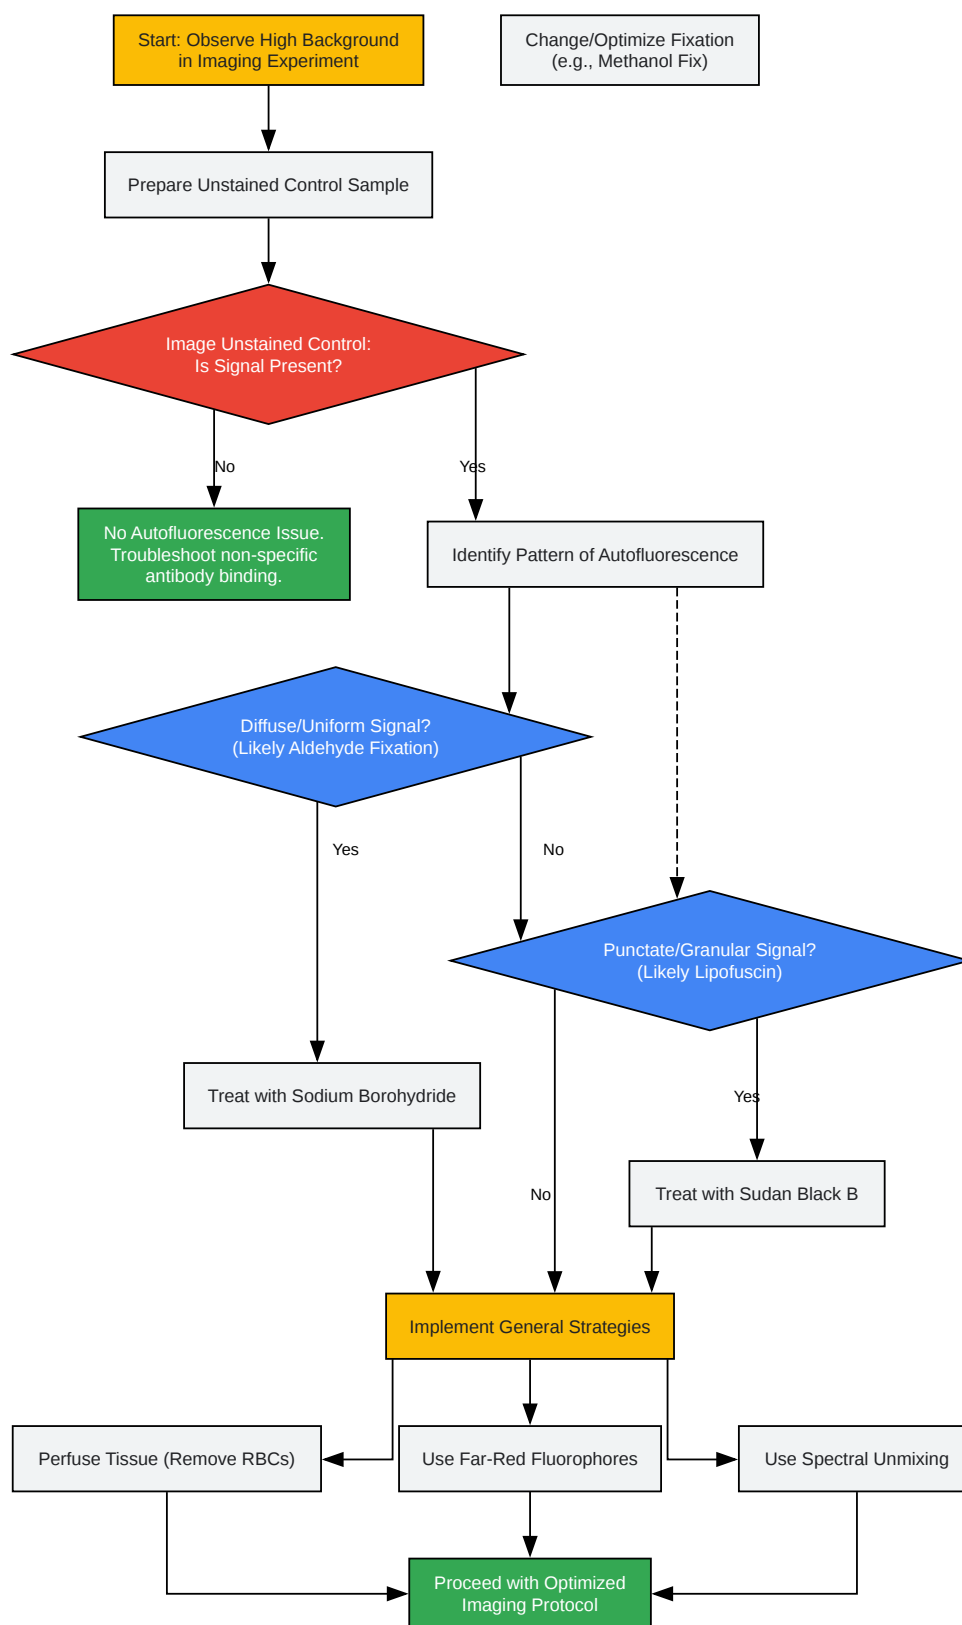 Start: Observe High Background
in Imaging Experiment
Change/Optimize Fixation
(e.g., Methanol Fix)
Prepare Unstained Control Sample
Image Unstained Control:
Is Signal Present?
No
Yes
No Autofluorescence Issue.
Troubleshoot non-specific
antibody binding.
Identify Pattern of Autofluorescence
Diffuse/Uniform Signal?
(Likely Aldehyde Fixation)
Yes
No
Punctate/Granular Signal?
(Likely Lipofuscin)
Treat with Sodium Borohydride
Yes
No
Treat with Sudan Black B
Implement General Strategies
Perfuse Tissue (Remove RBCs)
Use Far-Red Fluorophores
Use Spectral Unmixing
Proceed with Optimized
Imaging Protocol